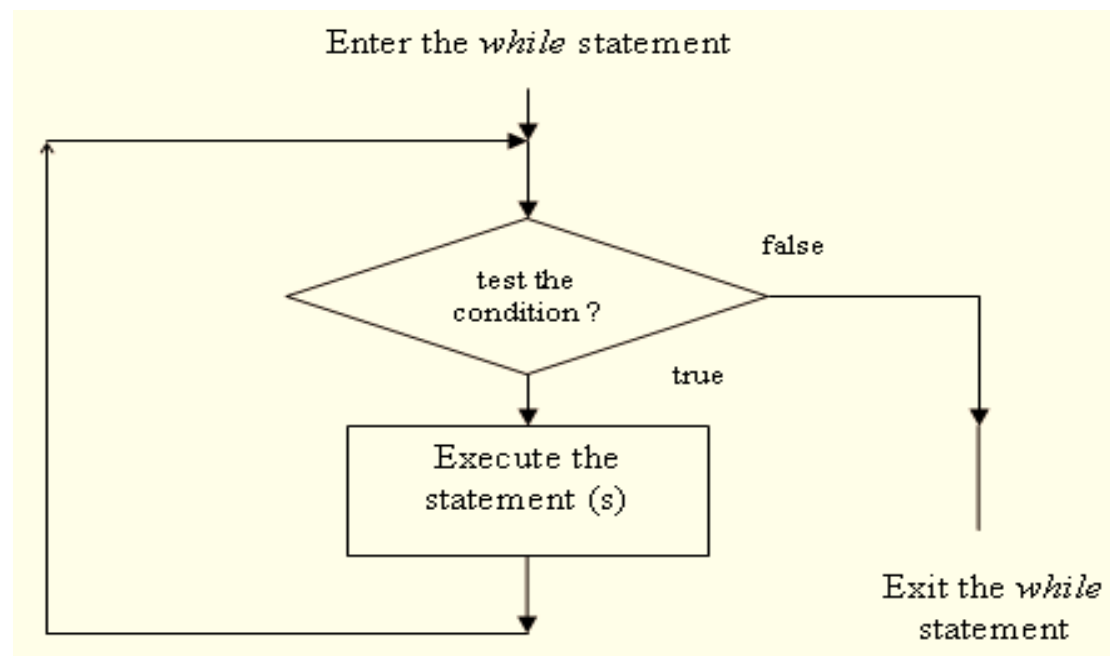 Enter the while statement
false
test the
condition ?
true
Execute the
statement (s)
Exit the while
statement